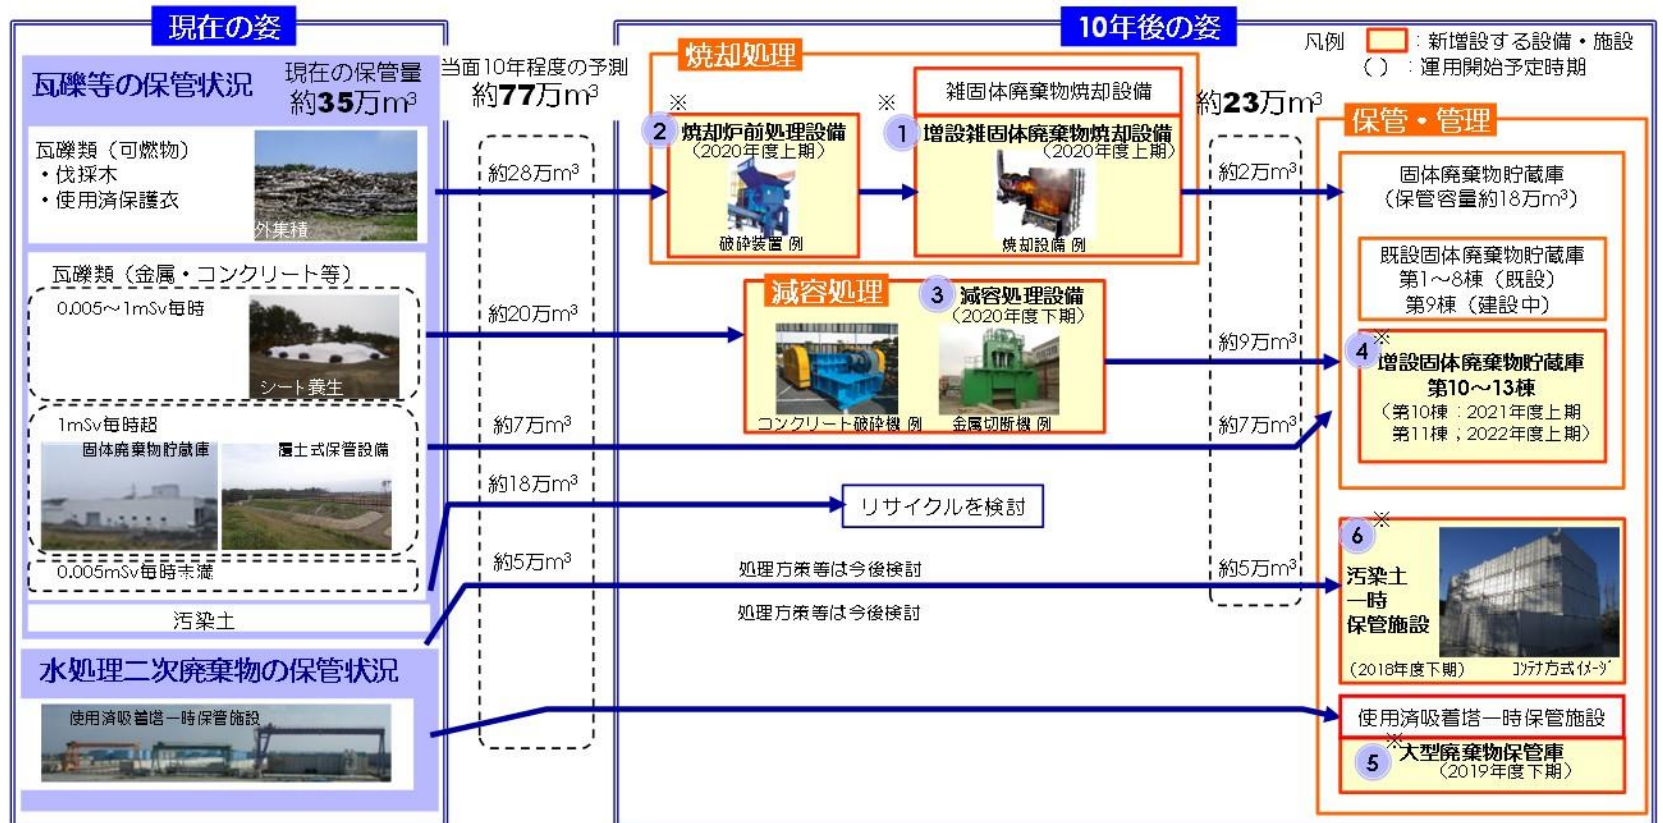 現在の姿
瓦礫等の保管状況
現在の保管量
約35万m³
瓦礫類（可燃物）
・伐採木
・使用済保護衣
外集積
瓦礫類（金属・コンクリート等）
0.005～1mSv毎時
シート養生
1mSv毎時超
固体廃棄物貯蔵庫
覆土式保管設備
0.005mSv毎時未満
汚染土
水処理二次廃棄物の保管状況
使用済吸着塔一時保管施設
当面10年程度の予測
約77万m³
約28万m³
約20万m³
約7万m³
約18万m³
約5万m³
10年後の姿
凡例 ：新増設する設備・施設
（ ）：運用開始予定時期
焼却処理
※
2 焼却炉前処理設備
（2020年度上期）
破砕装置 例
雑固体廃棄物焼却設備
※
1 増設雑固体廃棄物焼却設備
（2020年度上期）
焼却設備 例
減容処理
3 減容処理設備
（2020年度下期）
コンクリート破砕機 例
金属切断機 例
リサイクルを検討
処理方策等は今後検討
処理方策等は今後検討
約23万m³
約2万m³
約9万m³
約7万m³
約5万m³
保管・管理
固体廃棄物貯蔵庫
（保管容量約18万m³）
既設固体廃棄物貯蔵庫
第1～8棟（既設）
第9棟（建設中）
※
4 増設固体廃棄物貯蔵庫
第10～13棟
（第10棟：2021年度上期
第11棟；2022年度上期）
※
6
汚染土
一時
保管施設
（2018年度下期）
ｺﾝﾃﾅ方式ｲﾒｰｼﾞ
使用済吸着塔一時保管施設
※
5 大型廃棄物保管庫
（2019年度下期）